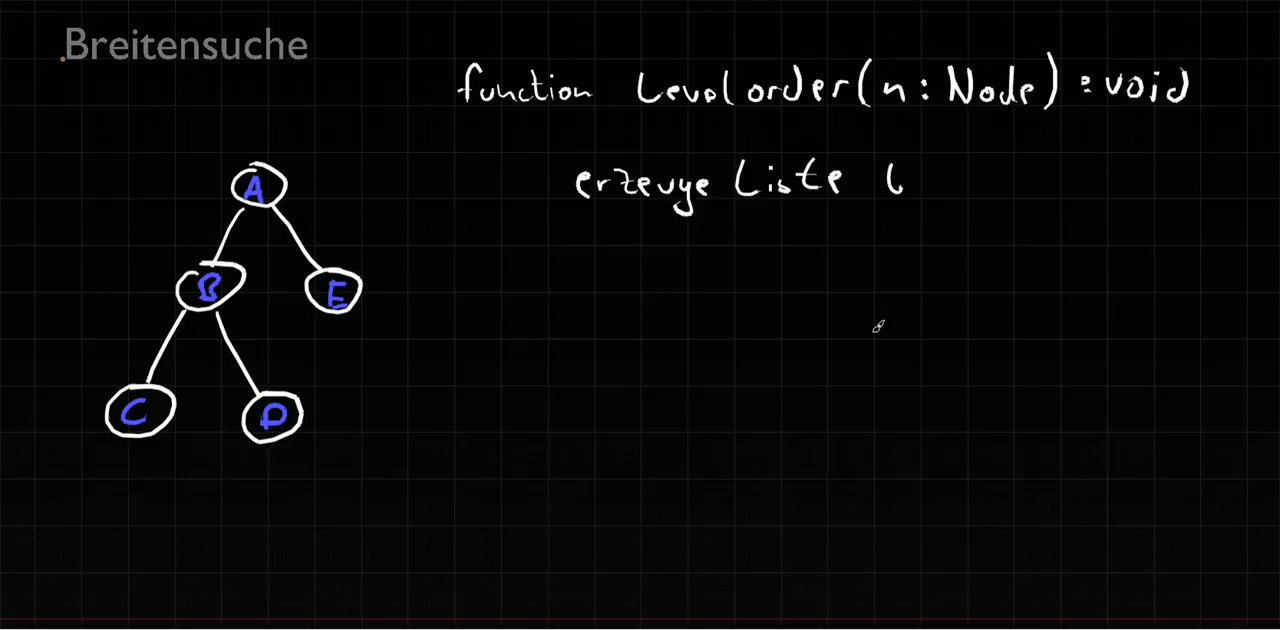 Breitensuche
function Levelorder(n: Node): void
erzeuge Liste l
A
B
E
C
D